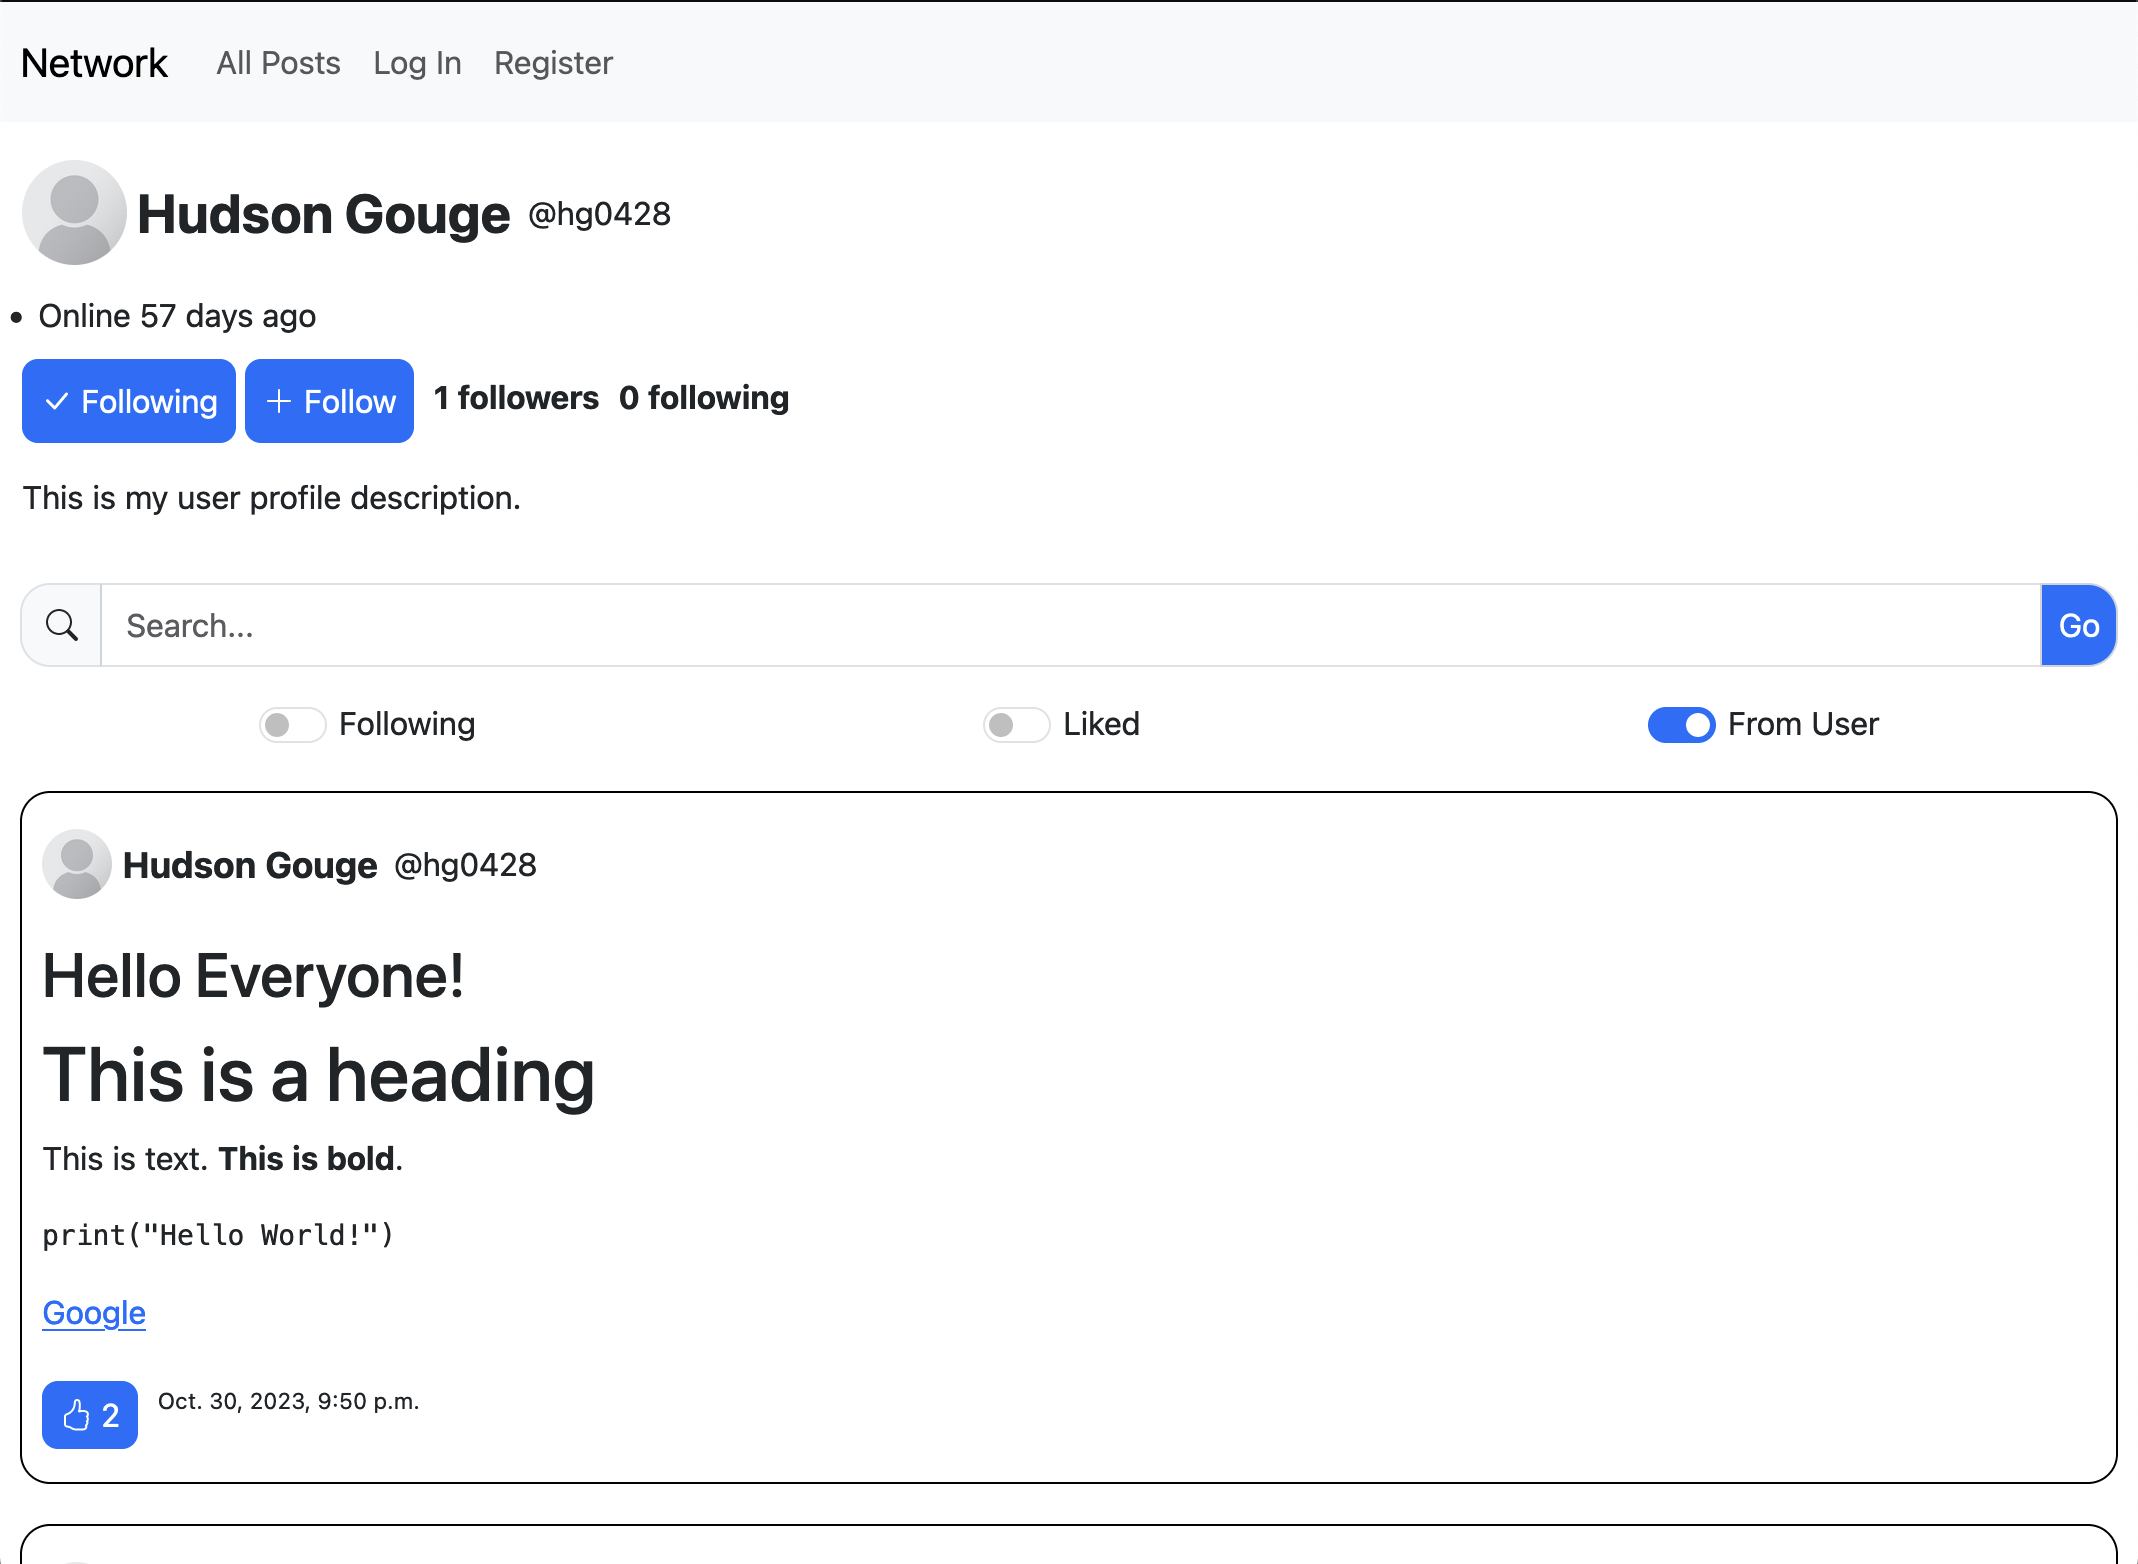 Network All Posts Log In Register
Hudson Gouge @hg0428
• Online 57 days ago
Following Follow 1 followers 0 following
This is my user profile description.
Search... Go
Following Liked From User
Hudson Gouge @hg0428
Hello Everyone!
This is a heading
This is text. This is bold.
print("Hello World!")
Google
2 Oct. 30, 2023, 9:50 p.m.